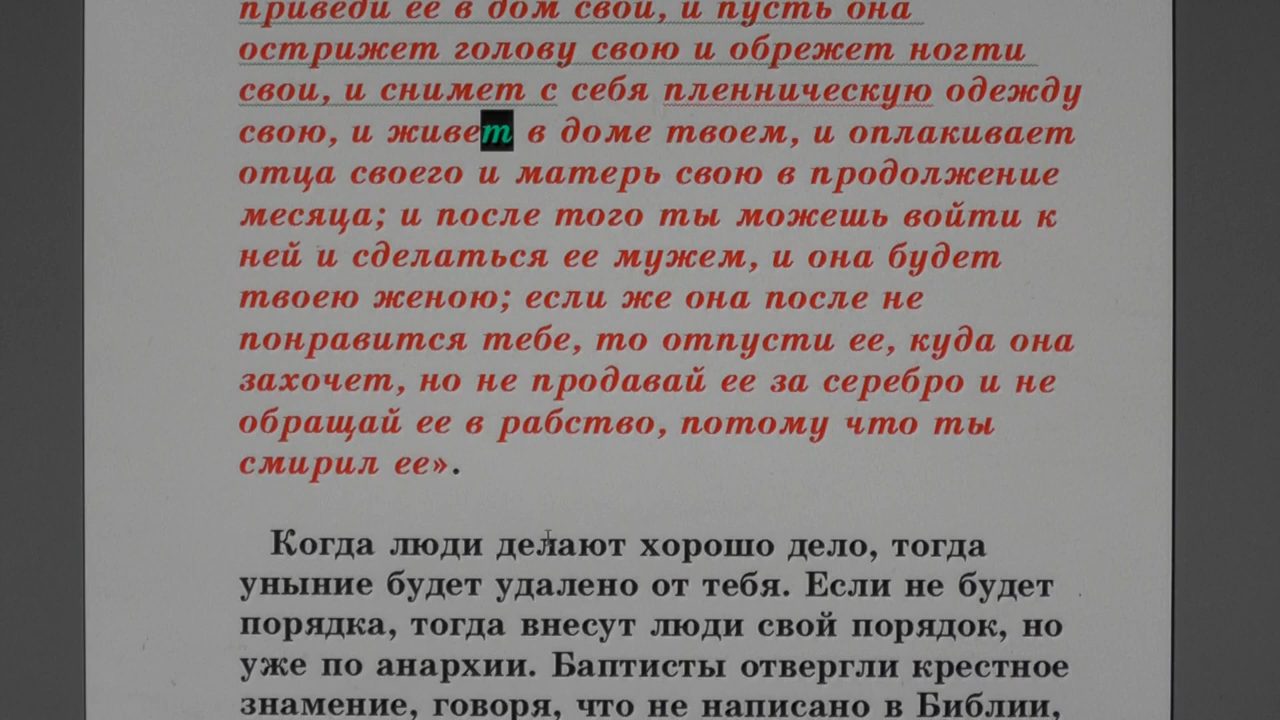 приведи ее в дом свой, и пусть она
острижет голову свою и обрежет ногти
свои, и снимет с себя пленническую одежду
свою, и живет в доме твоем, и оплакивает
отца своего и матерь свою в продолжение
месяца; и после того ты можешь войти к
ней и сделаться ее мужем, и она будет
твоею женою; если же она после не
понравится тебе, то отпусти ее, куда она
захочет, но не продавай ее за серебро и не
обращай ее в рабство, потому что ты
смирил ее».
Когда люди делают хорошо дело, тогда
уныние будет удалено от тебя. Если не будет
порядка, тогда внесут люди свой порядок, но
уже по анархии. Баптисты отвергли крестное
знамение, говоря, что не написано в Библии,